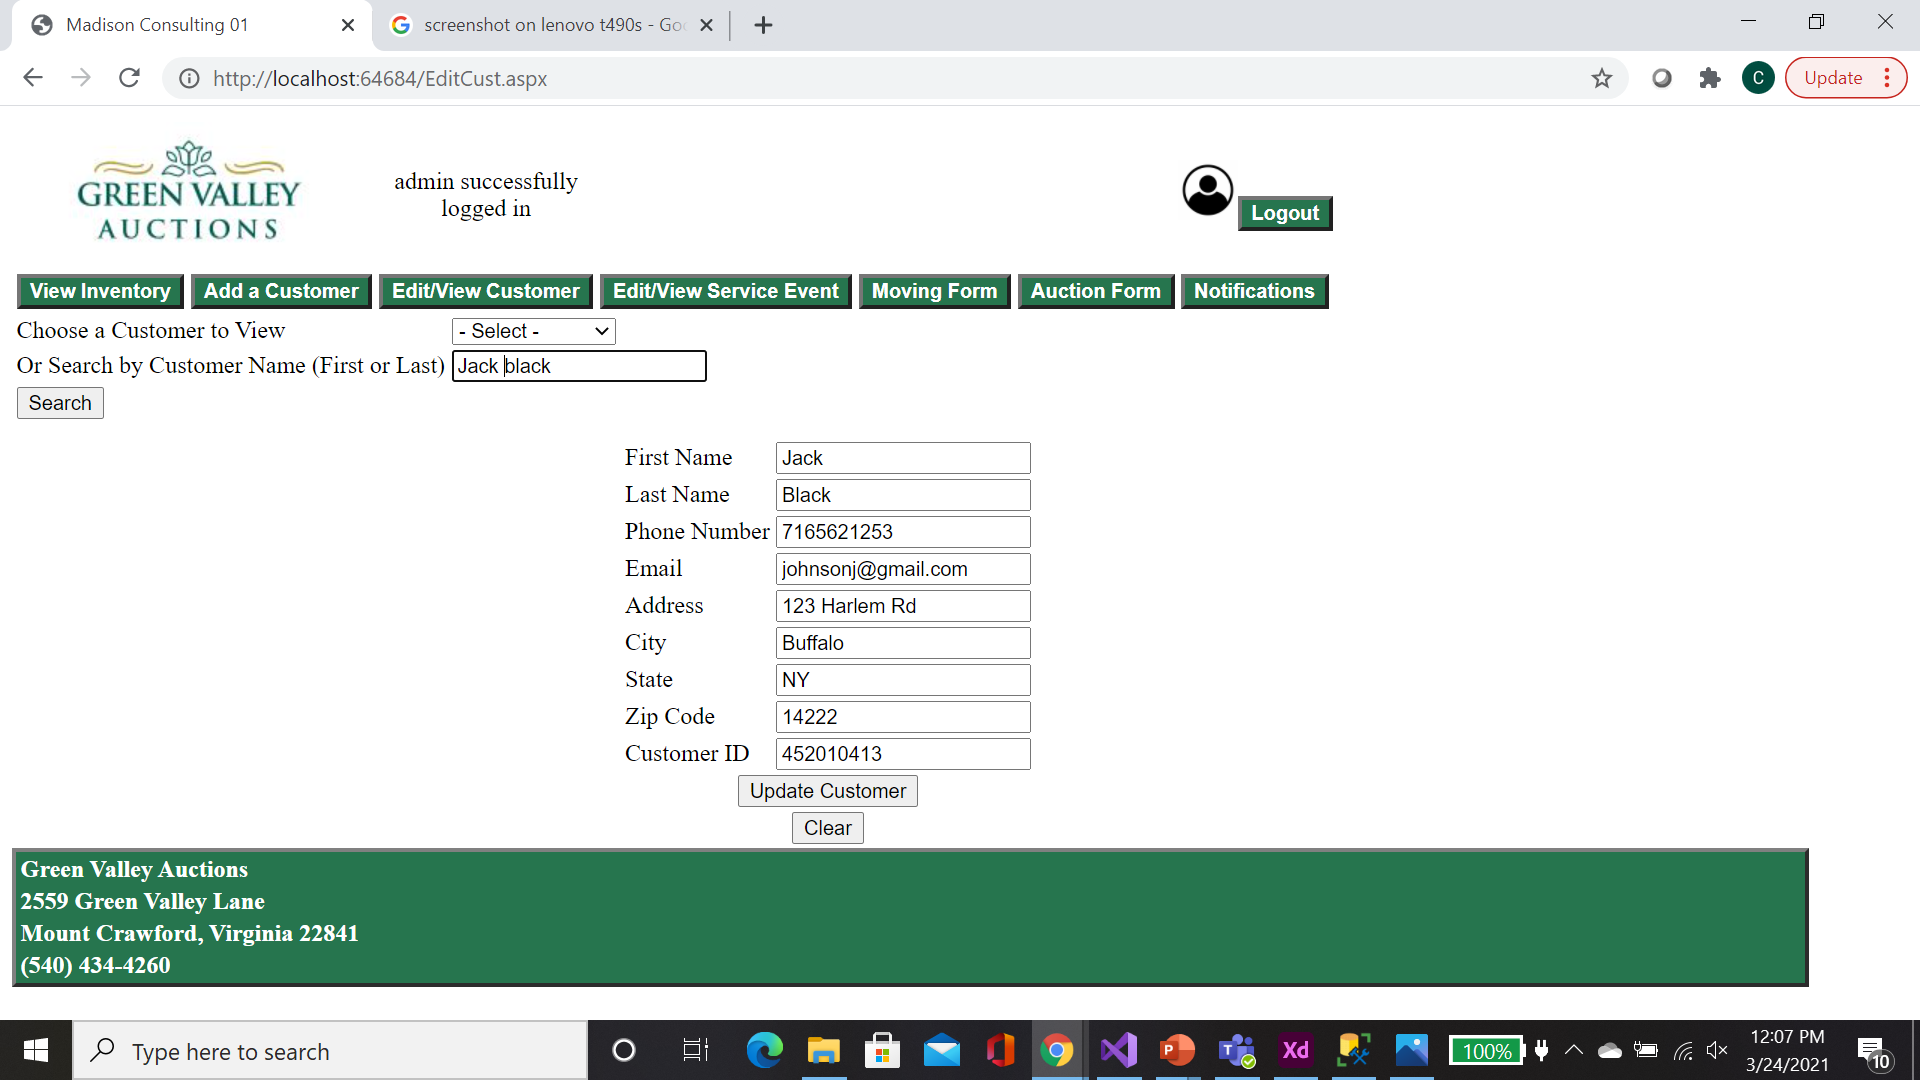 Madison Consulting 01
screenshot on lenovo t490s - Goo
http://localhost:64684/EditCust.aspx
C
Update
GREEN VALLEY
AUCTIONS
admin successfully
logged in
Logout
View Inventory
Add a Customer
Edit/View Customer
Edit/View Service Event
Moving Form
Auction Form
Notifications
Choose a Customer to View
- Select -
Or Search by Customer Name (First or Last)
Jack black
Search
First Name
Jack
Last Name
Black
Phone Number
7165621253
Email
johnsonj@gmail.com
Address
123 Harlem Rd
City
Buffalo
State
NY
Zip Code
14222
Customer ID
452010413
Update Customer
Clear
Green Valley Auctions
2559 Green Valley Lane
Mount Crawford, Virginia 22841
(540) 434-4260
Type here to search
P
T
Xd
100%
12:07 PM
3/24/2021
10